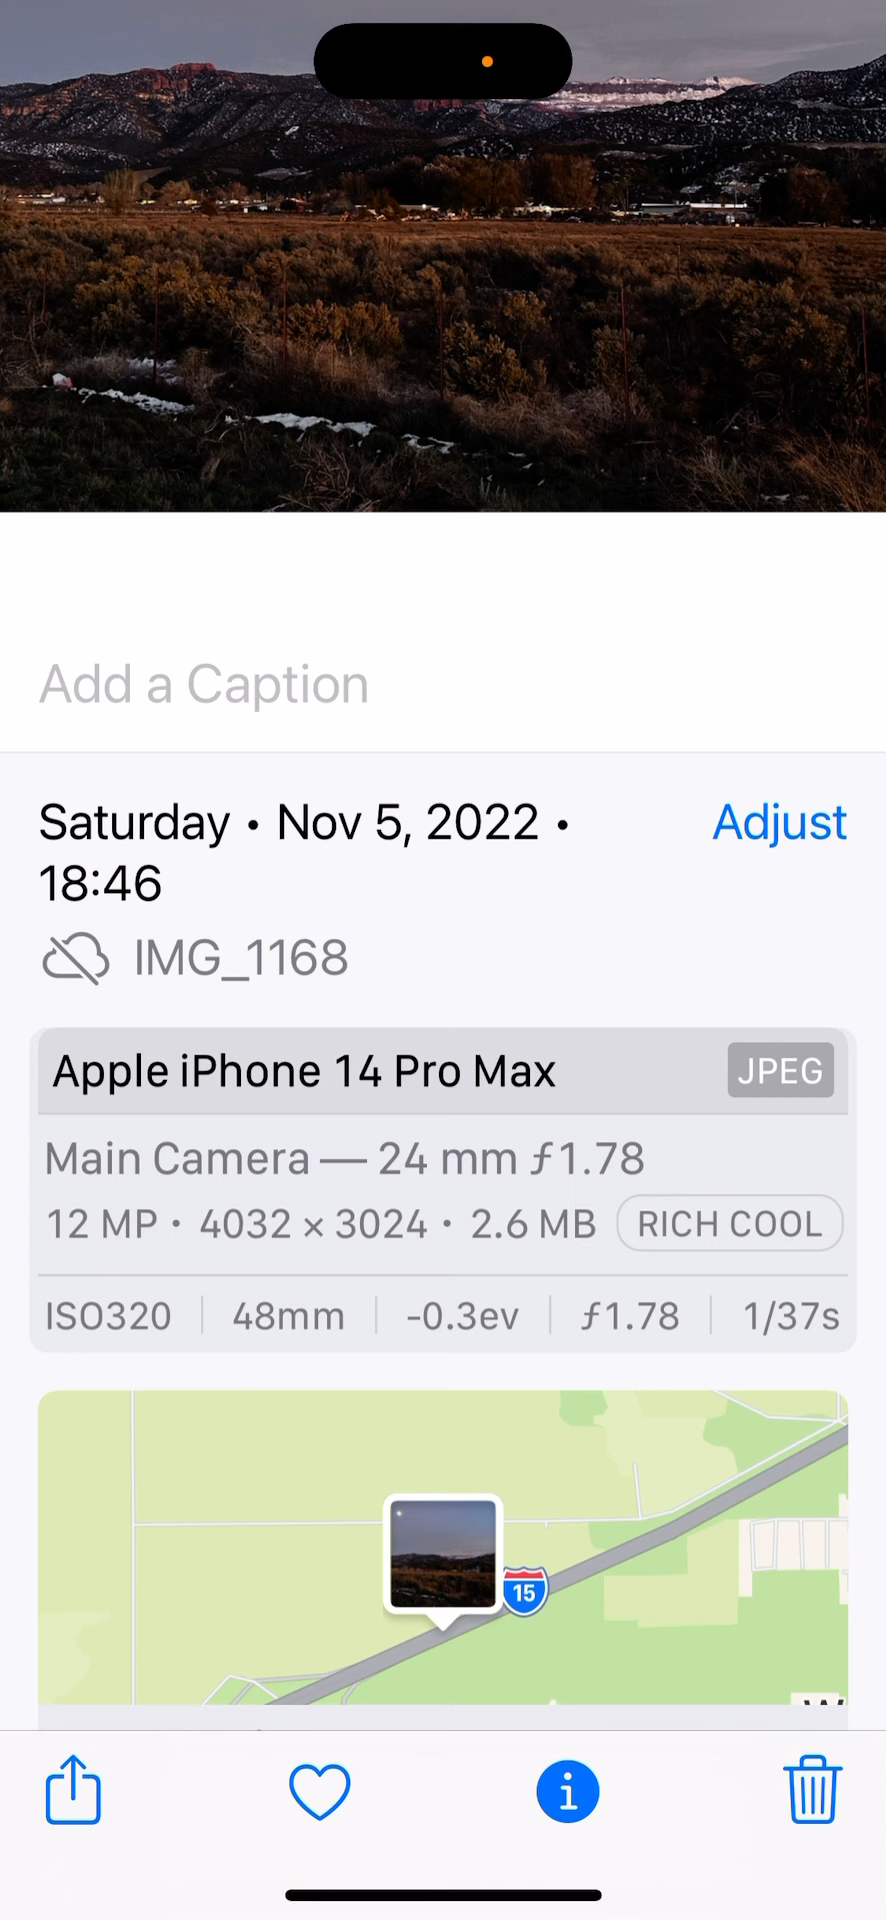 Add a Caption
Saturday • Nov 5, 2022 •
18:46
Adjust
IMG_1168
Apple iPhone 14 Pro Max
JPEG
Main Camera — 24 mm ƒ1.78
12 MP • 4032 × 3024 • 2.6 MB
RICH COOL
ISO320
48mm
-0.3ev
ƒ1.78
1/37s
15